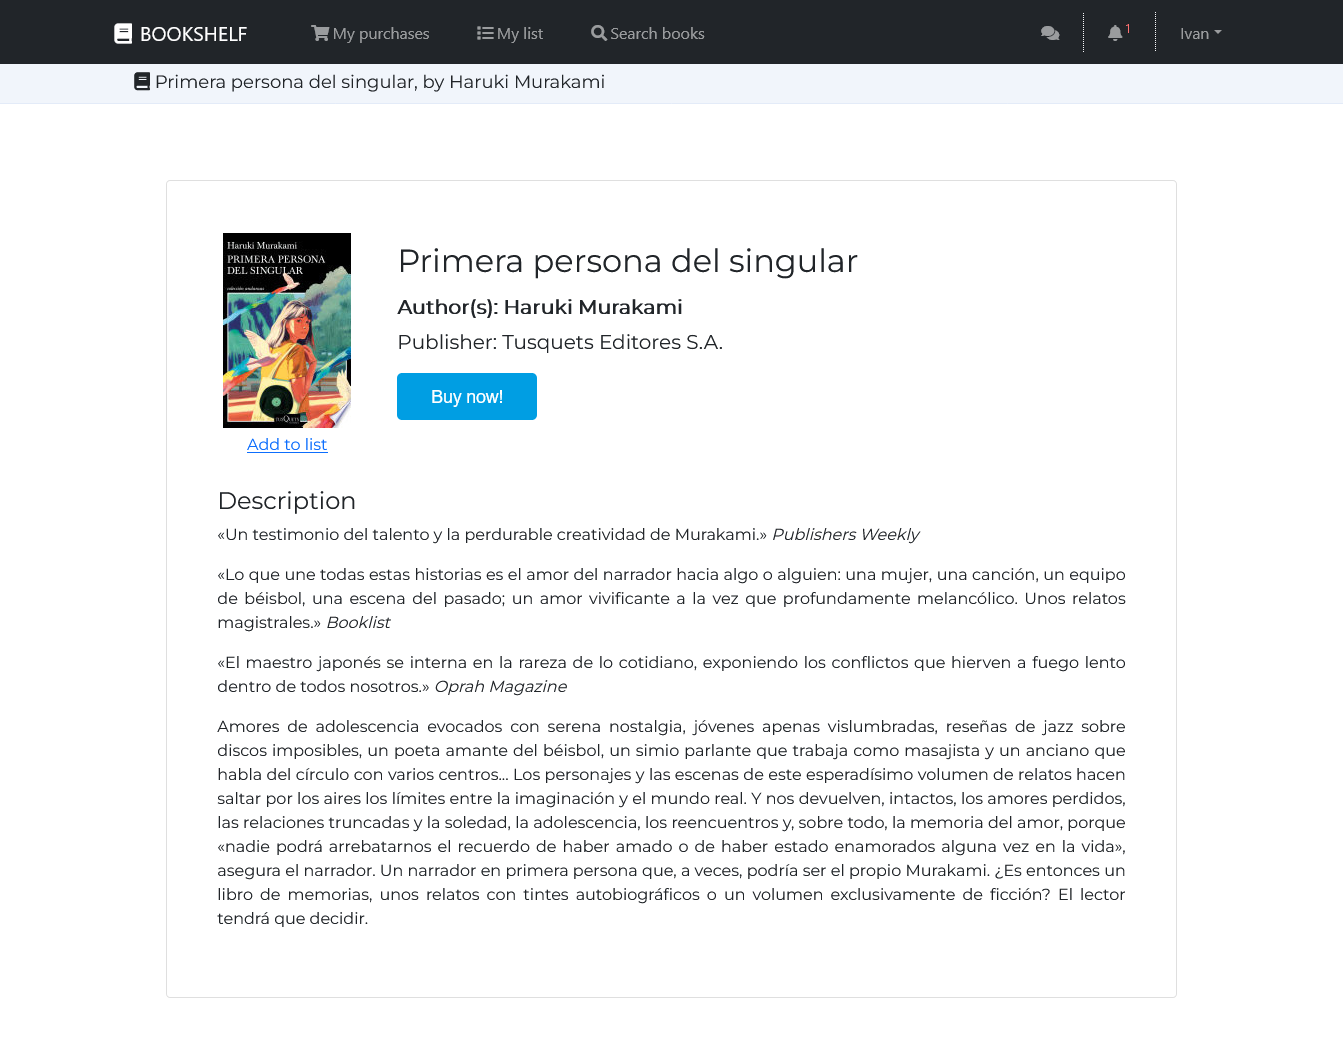 BOOKSHELF
My purchases
My list
Search books
1
Ivan
Primera persona del singular, by Haruki Murakami
Haruki Murakami
PRIMERA PERSONA
DEL SINGULAR
colección andanzas
TUSQUETS
Add to list
Primera persona del singular
Author(s): Haruki Murakami
Publisher: Tusquets Editores S.A.
Buy now!
Description
«Un testimonio del talento y la perdurable creatividad de Murakami.» Publishers Weekly
«Lo que une todas estas historias es el amor del narrador hacia algo o alguien: una mujer, una canción, un equipo
de béisbol, una escena del pasado; un amor vivificante a la vez que profundamente melancólico. Unos relatos
magistrales.» Booklist
«El maestro japonés se interna en la rareza de lo cotidiano, exponiendo los conflictos que hierven a fuego lento
dentro de todos nosotros.» Oprah Magazine
Amores de adolescencia evocados con serena nostalgia, jóvenes apenas vislumbradas, reseñas de jazz sobre
discos imposibles, un poeta amante del béisbol, un simio parlante que trabaja como masajista y un anciano que
habla del círculo con varios centros... Los personajes y las escenas de este esperadísimo volumen de relatos hacen
saltar por los aires los límites entre la imaginación y el mundo real. Y nos devuelven, intactos, los amores perdidos,
las relaciones truncadas y la soledad, la adolescencia, los reencuentros y, sobre todo, la memoria del amor, porque
«nadie podrá arrebatarnos el recuerdo de haber amado o de haber estado enamorados alguna vez en la vida»,
asegura el narrador. Un narrador en primera persona que, a veces, podría ser el propio Murakami. ¿Es entonces un
libro de memorias, unos relatos con tintes autobiográficos o un volumen exclusivamente de ficción? El lector
tendrá que decidir.